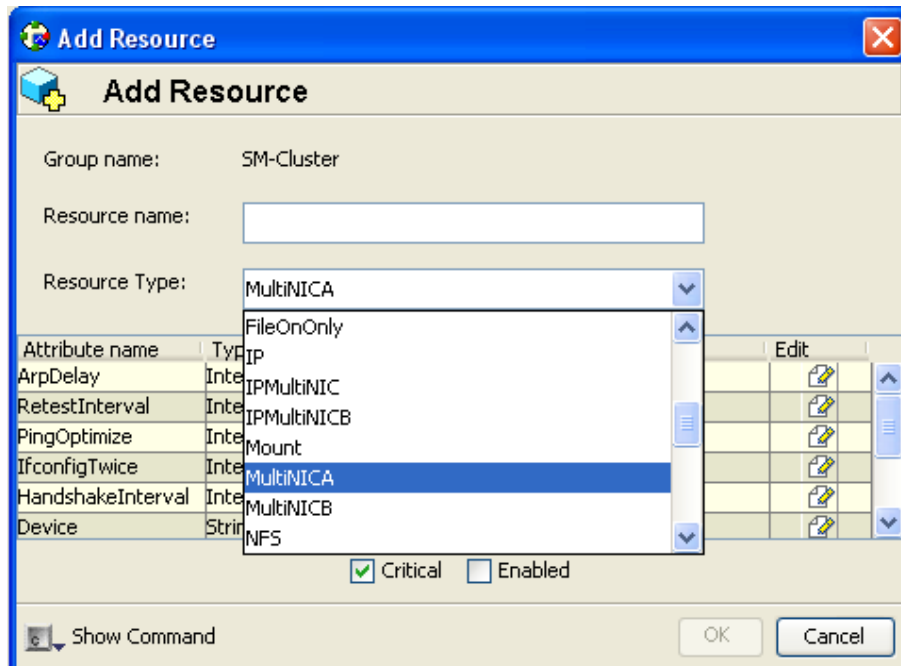 Add Resource
Add Resource
Group name: SM-Cluster
Resource name:
Resource Type: MultiNICA
FileOnOnly
Attribute name Edit
IP
ArpDelay
IPMultiNIC
RetestInterval
IPMultiNICB
PingOptimize
Mount
IfconfigTwice
MultiNICA
HandshakeInterval
MultiNICB
Device
NFS
Critical Enabled
c Show Command OK Cancel